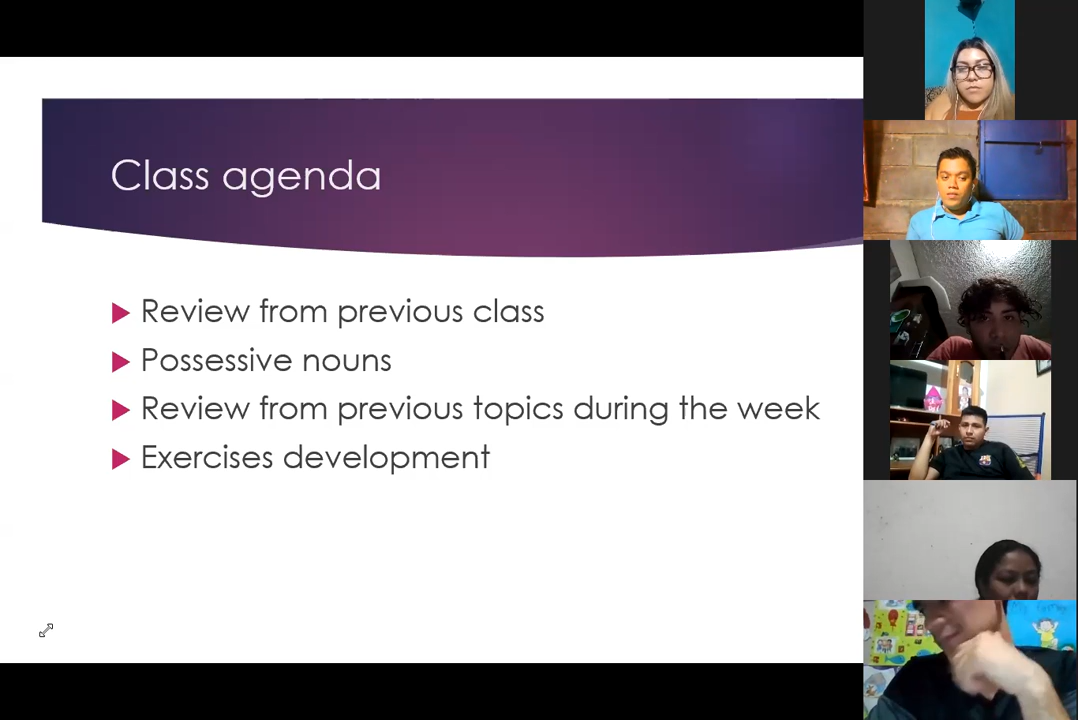 Class agenda
Review from previous class
Possessive nouns
Review from previous topics during the week
Exercises development